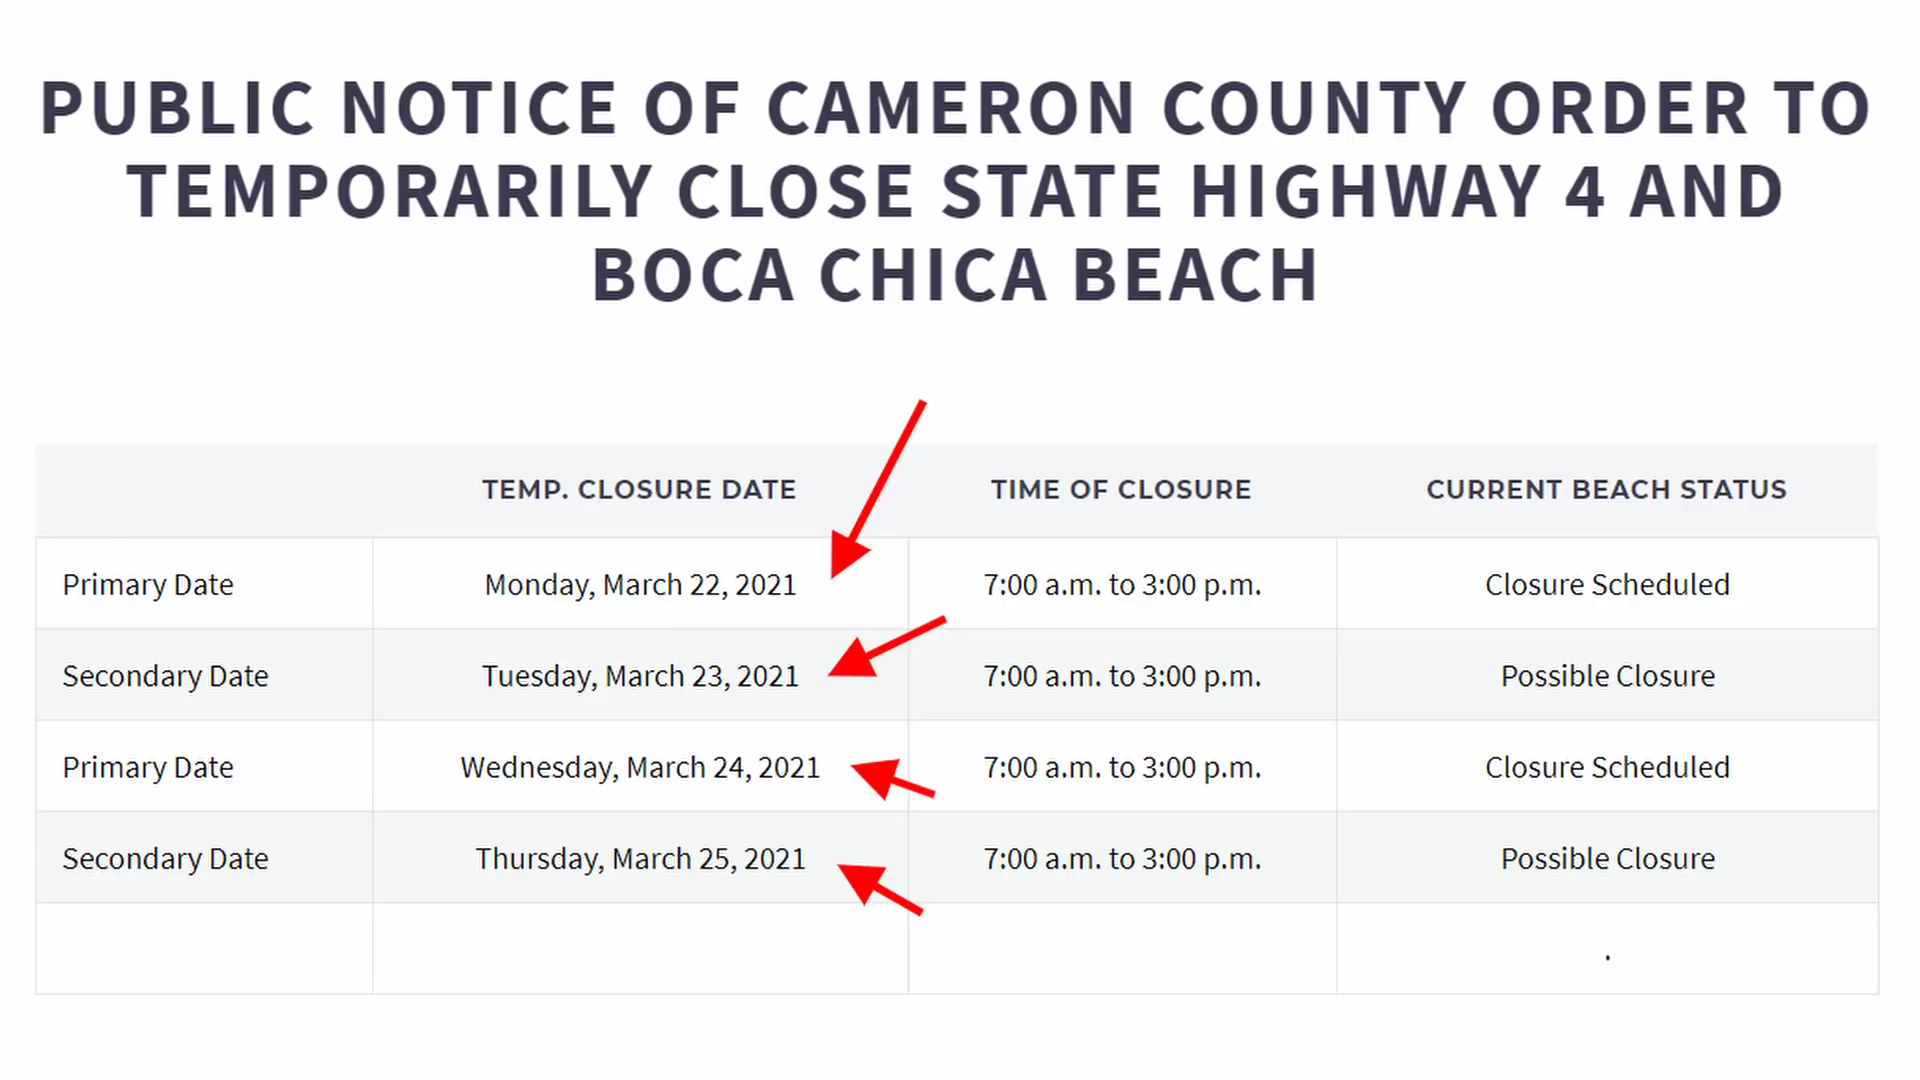 PUBLIC NOTICE OF CAMERON COUNTY ORDER TO
TEMPORARILY CLOSE STATE HIGHWAY 4 AND
BOCA CHICA BEACH
TEMP. CLOSURE DATE TIME OF CLOSURE CURRENT BEACH STATUS
Primary Date Monday, March 22, 2021 7:00 a.m. to 3:00 p.m. Closure Scheduled
Secondary Date Tuesday, March 23, 2021 7:00 a.m. to 3:00 p.m. Possible Closure
Primary Date Wednesday, March 24, 2021 7:00 a.m. to 3:00 p.m. Closure Scheduled
Secondary Date Thursday, March 25, 2021 7:00 a.m. to 3:00 p.m. Possible Closure
.